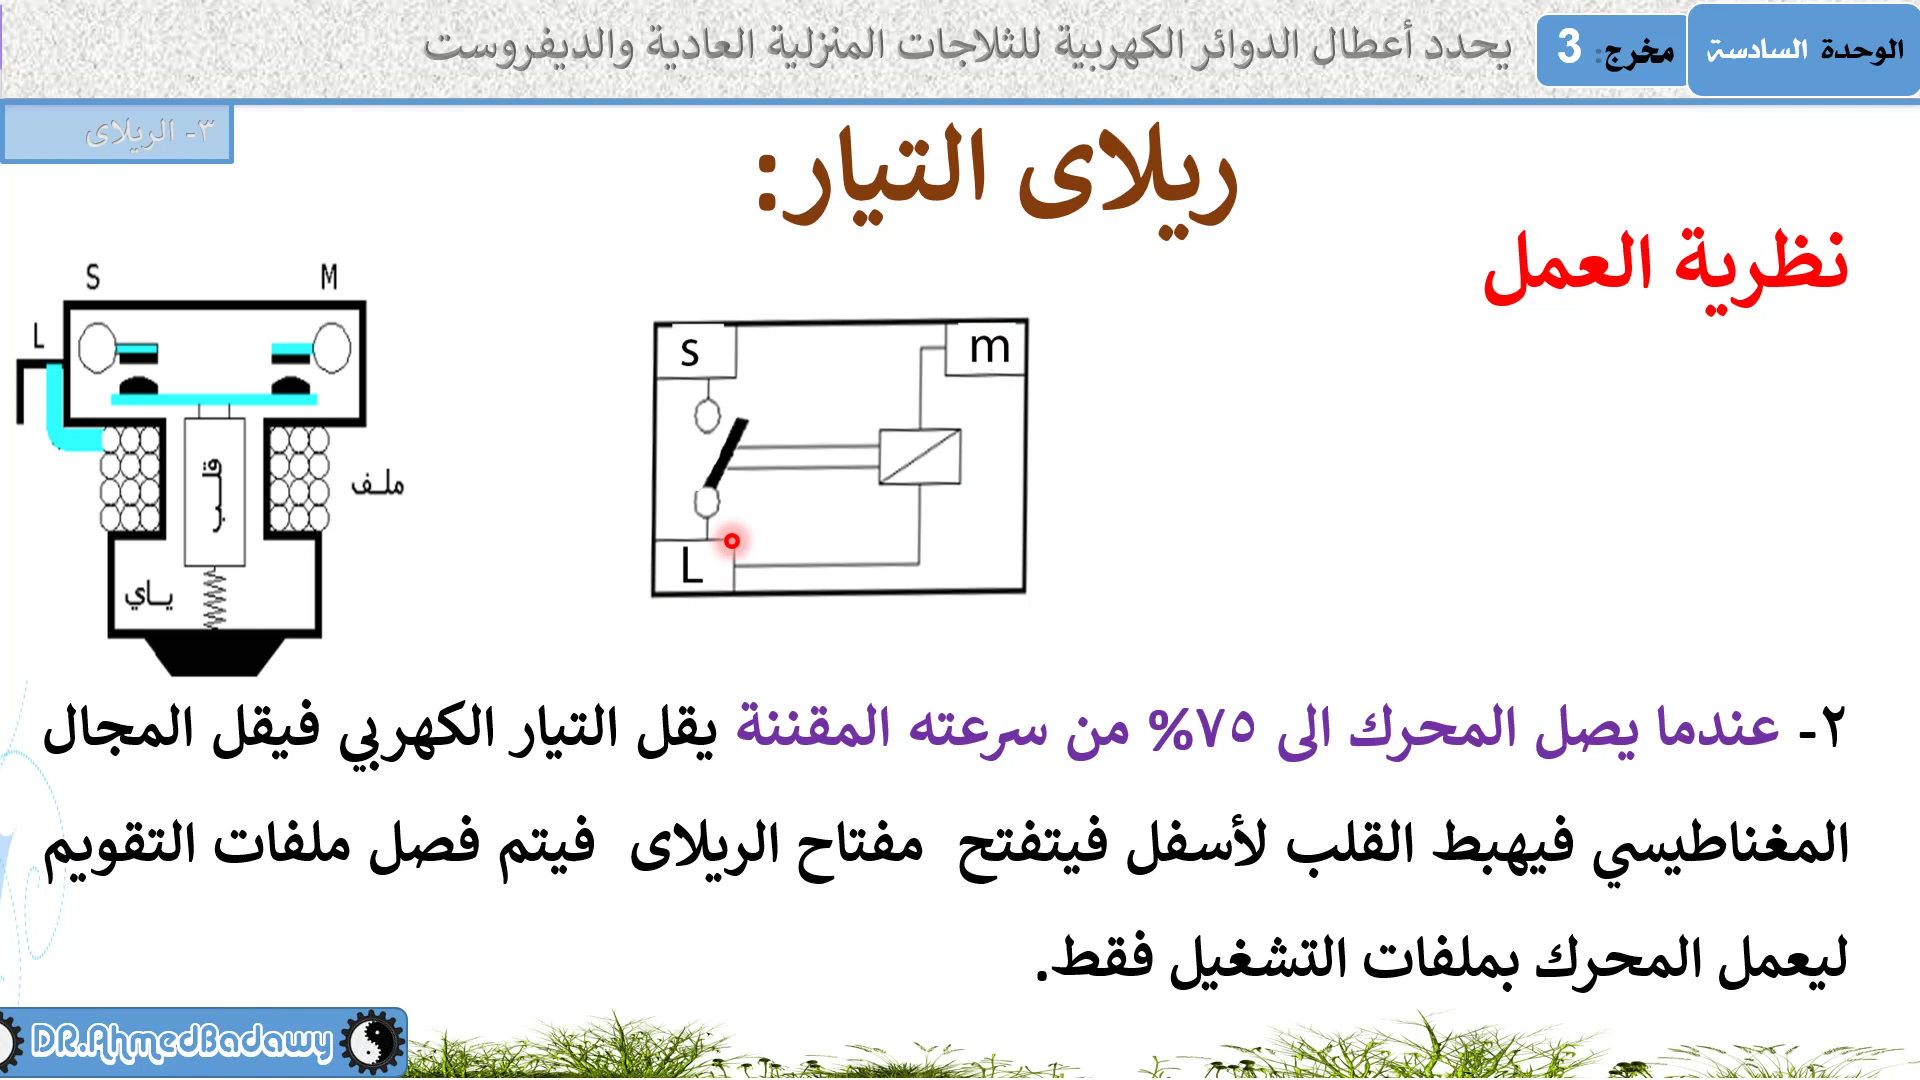 الوحدة السادسة
مخرج: 3
يحدد أعطال الدوائر الكهربية للثلاجات المنزلية العادية والديفروست
٣- الريلاى
ريلاى التيار:
نظرية العمل
S
M
L
قلب
ملف
ياي
s
m
L
٢- عندما يصل المحرك الى ٧٥% من سرعته المقننة يقل التيار الكهربي فيقل المجال
المغناطيسي فيهبط القلب لأسفل فيتفتح مفتاح الريلاى فيتم فصل ملفات التقويم
ليعمل المحرك بملفات التشغيل فقط.
DR.AhmedBadawy